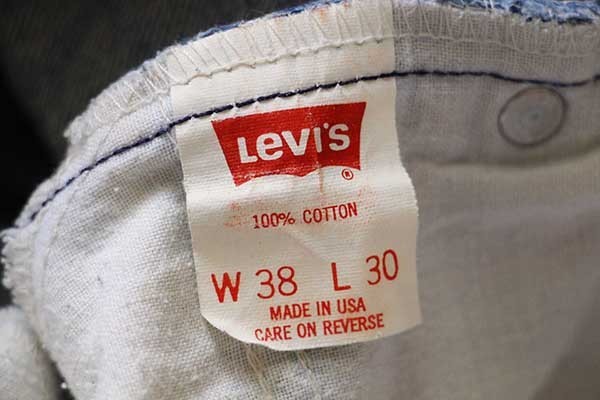 LEVI'S
®
100% COTTON
W 38 L 30
MADE IN USA
CARE ON REVERSE